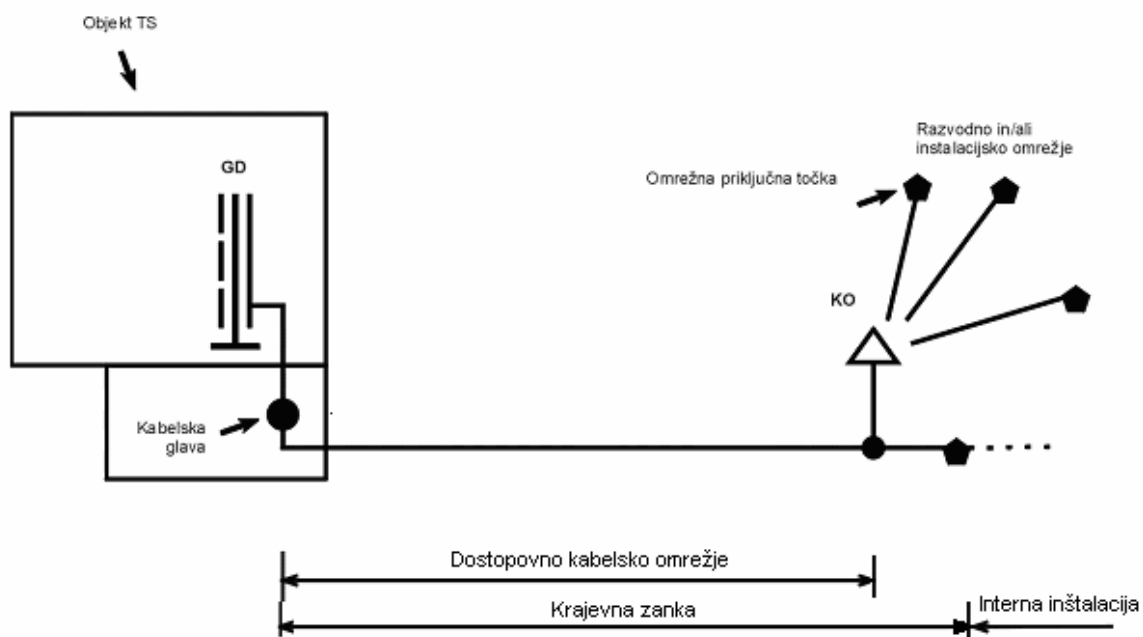 Objekt TS
GD
Razvodno in/ali
instalacijsko omrežje
Omrežna priključna točka
KO
Kabelska
glava
Dostopovno kabelsko omrežje
Krajevna zanka
Interna inštalacija